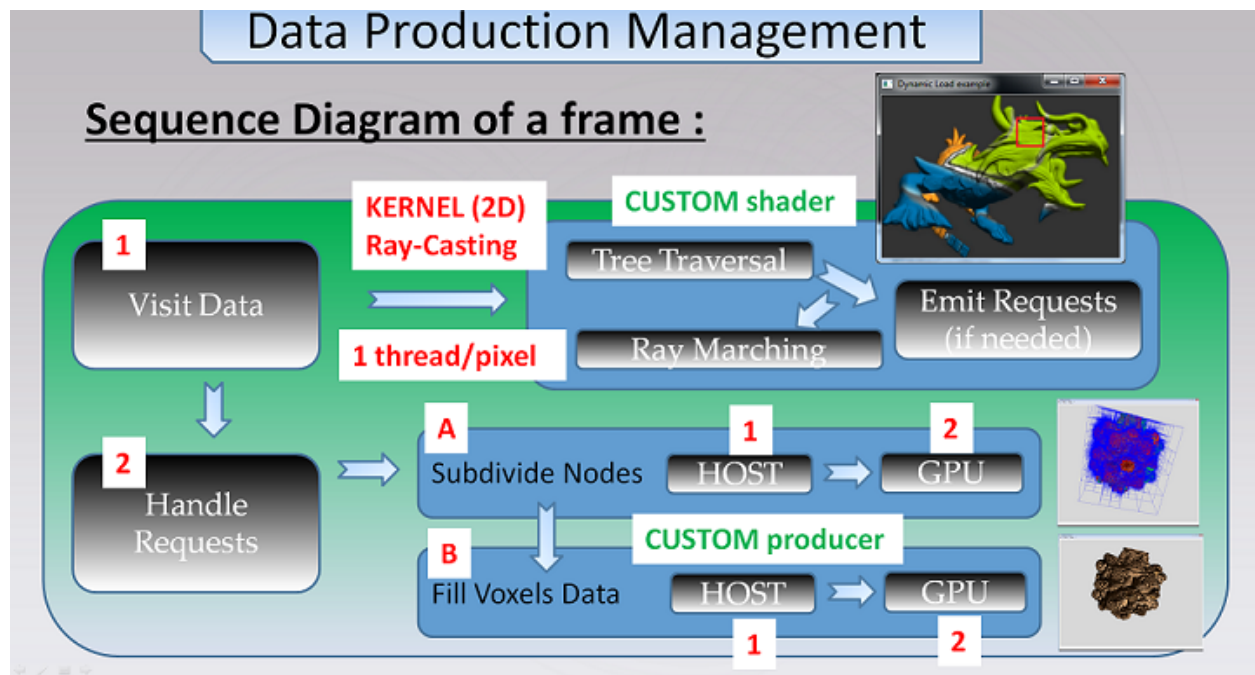 Data Production Management
Sequence Diagram of a frame :
Dynamic Load example
KERNEL (2D)
Ray-Casting
CUSTOM shader
1
Visit Data
Tree Traversal
Emit Requests
(if needed)
Ray Marching
1 thread/pixel
2
Handle
Requests
A
Subdivide Nodes
1
HOST
2
GPU
CUSTOM producer
B
Fill Voxels Data
HOST
1
GPU
2